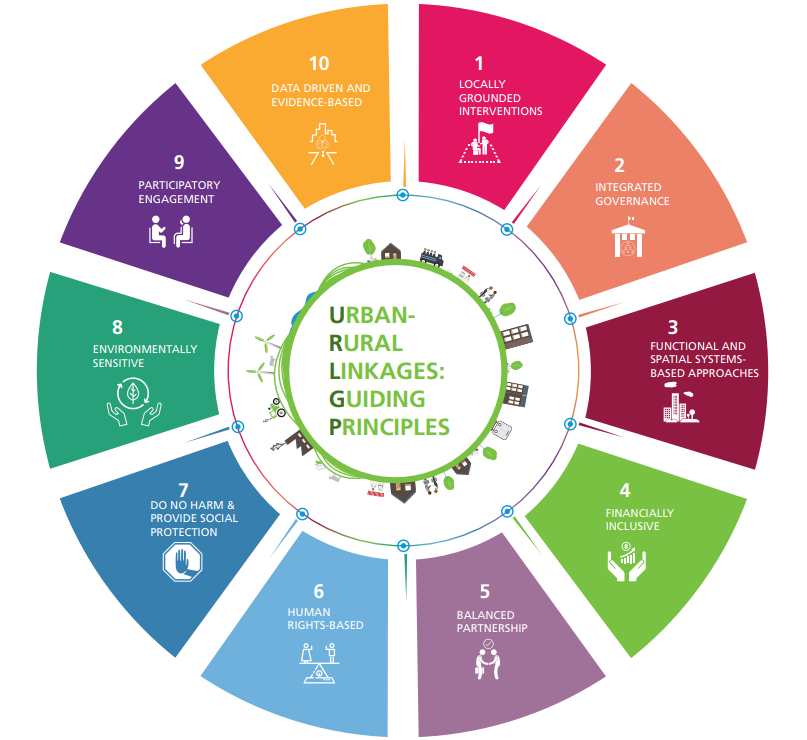 1
LOCALLY
GROUNDED
INTERVENTIONS
2
INTEGRATED
GOVERNANCE
3
FUNCTIONAL AND
SPATIAL SYSTEMS-
BASED APPROACHES
4
FINANCIALLY
INCLUSIVE
5
BALANCED
PARTNERSHIP
6
HUMAN
RIGHTS-BASED
7
DO NO HARM &
PROVIDE SOCIAL
PROTECTION
8
ENVIRONMENTALLY
SENSITIVE
9
PARTICIPATORY
ENGAGEMENT
10
DATA DRIVEN AND
EVIDENCE-BASED
URBAN-
RURAL
LINKAGES:
GUIDING
PRINCIPLES